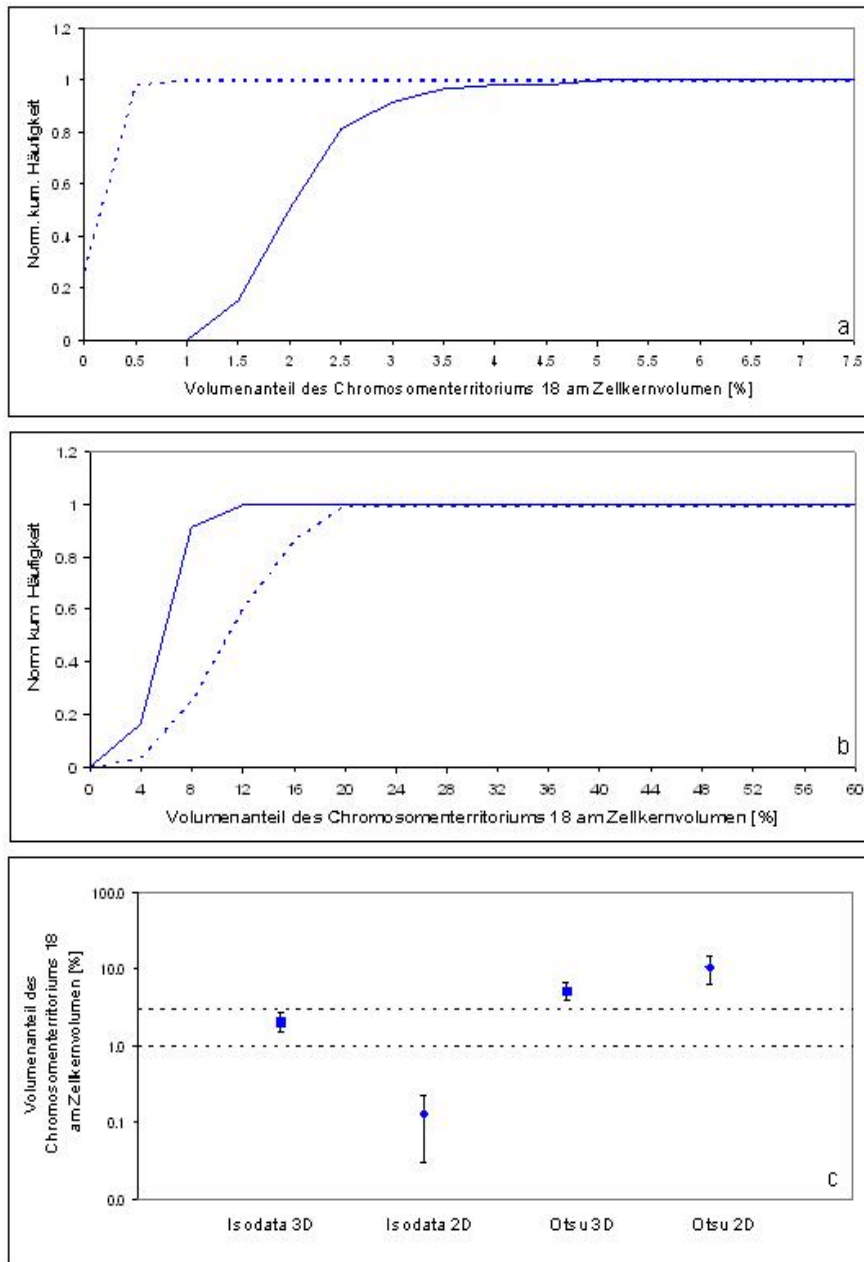 1.2
1
0.8
0.6
0.4
0.2
0
Norm. kum. Häufigkeit
0 0.5 1 1.5 2 2.5 3 3.5 4 4.5 5 5.5 6 6.5 7 7.5
a
Volumenanteil des Chromosomenterritoriums 18 am Zellkernvolumen [%]
1.2
1
0.8
0.6
0.4
0.2
0
Norm kum Häufigkeit
0 4 8 12 16 20 24 28 32 36 40 44 48 52 56 60
b
Volumenanteil des Chromosomenterritoriums 18 am Zellkernvolumen [%]
100.0
10.0
1.0
0.1
0.0
Volumenanteil des
Chromosomenterritoriums 18
am Zellkernvolumen [%]
c
Isodata 3D Isodata 2D Otsu 3D Otsu 2D